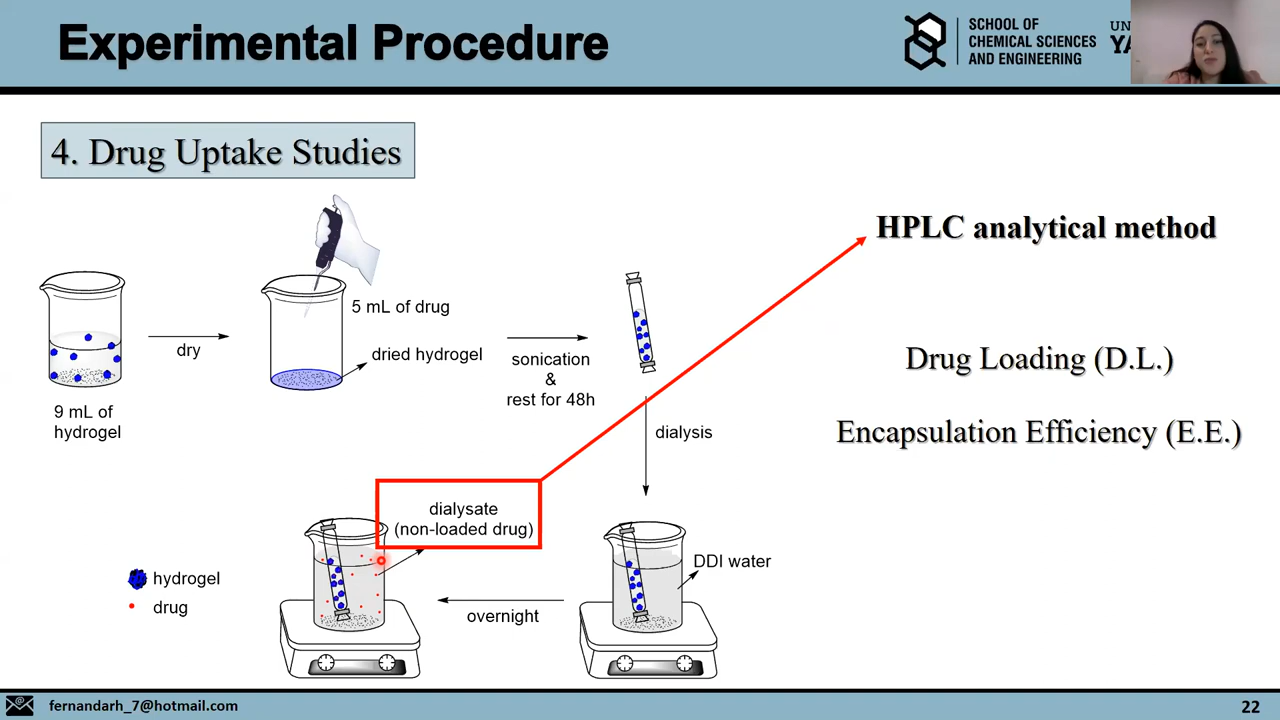 Experimental Procedure
SCHOOL OF
CHEMICAL SCIENCES
AND ENGINEERING
UN
YA
4. Drug Uptake Studies
HPLC analytical method
5 mL of drug
dried hydrogel
dry
sonication
&
rest for 48h
9 mL of
hydrogel
dialysis
Drug Loading (D.L.)
Encapsulation Efficiency (E.E.)
dialysate
(non-loaded drug)
DDI water
hydrogel
drug
overnight
fernandarh_7@hotmail.com
22